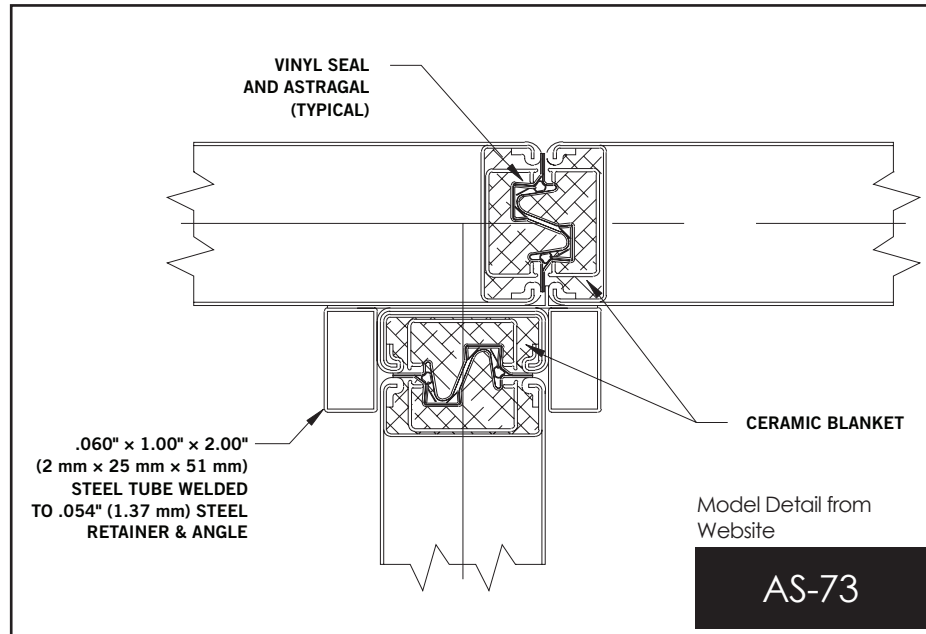 VINYL SEAL
AND ASTRAGAL
(TYPICAL)
.060" × 1.00" × 2.00"
(2 mm × 25 mm × 51 mm)
STEEL TUBE WELDED
TO .054" (1.37 mm) STEEL
RETAINER & ANGLE
CERAMIC BLANKET
Model Detail from
Website
AS-73